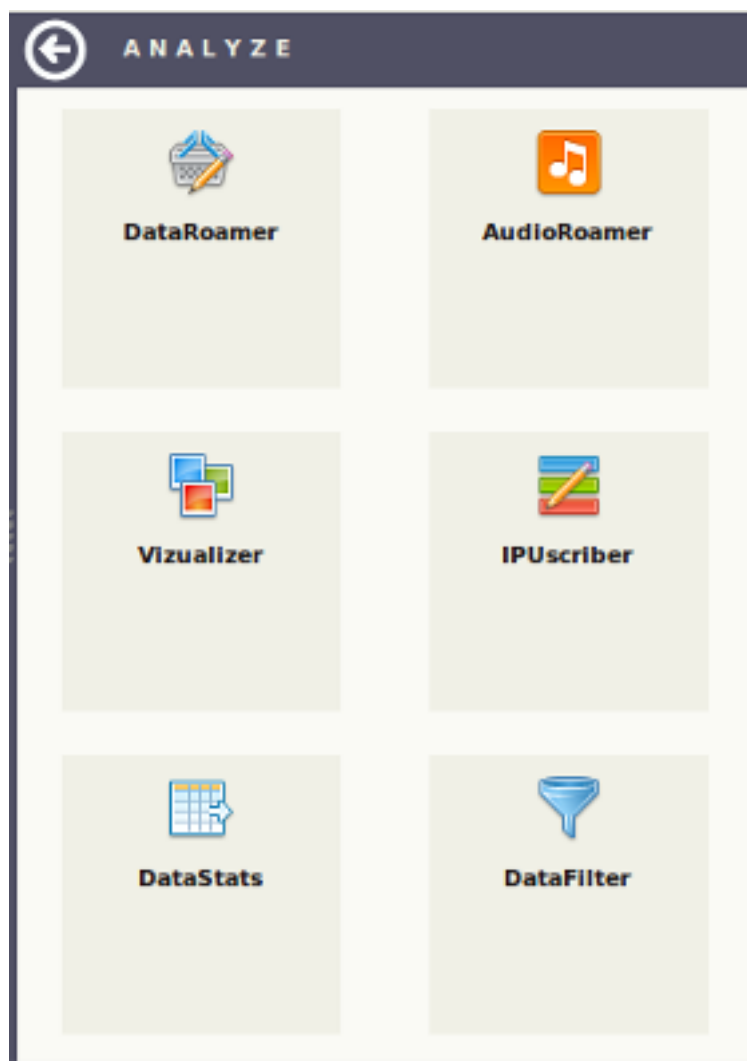 ANALYZE
DataRoamer
AudioRoamer
Vizualizer
IPUscriber
DataStats
DataFilter